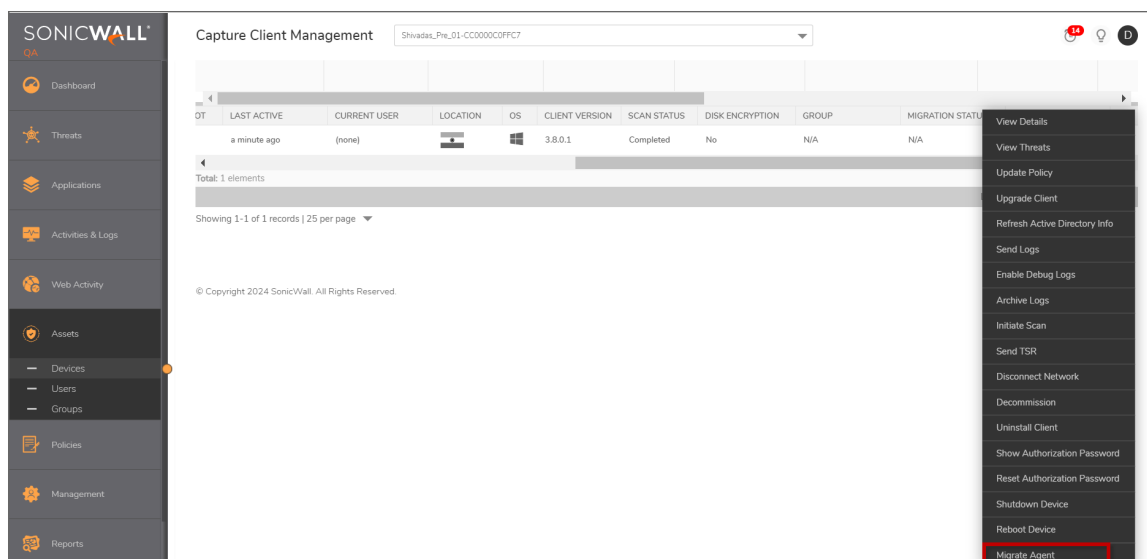 SONICWALL®
QA
Capture Client Management
Shivadas_Pre_01-CC0000C0FFC7
14
D
Dashboard
Threats
Applications
Activities & Logs
Web Activity
Assets
Devices
Users
Groups
Policies
Management
Reports
OT LAST ACTIVE CURRENT USER LOCATION OS CLIENT VERSION SCAN STATUS DISK ENCRYPTION GROUP MIGRATION STATU
a minute ago (none) 3.8.0.1 Completed No N/A N/A
Total: 1 elements
Showing 1-1 of 1 records | 25 per page
© Copyright 2024 SonicWall. All Rights Reserved.
View Details
View Threats
Update Policy
Upgrade Client
Refresh Active Directory Info
Send Logs
Enable Debug Logs
Archive Logs
Initiate Scan
Send TSR
Disconnect Network
Decommission
Uninstall Client
Show Authorization Password
Reset Authorization Password
Shutdown Device
Reboot Device
Migrate Agent